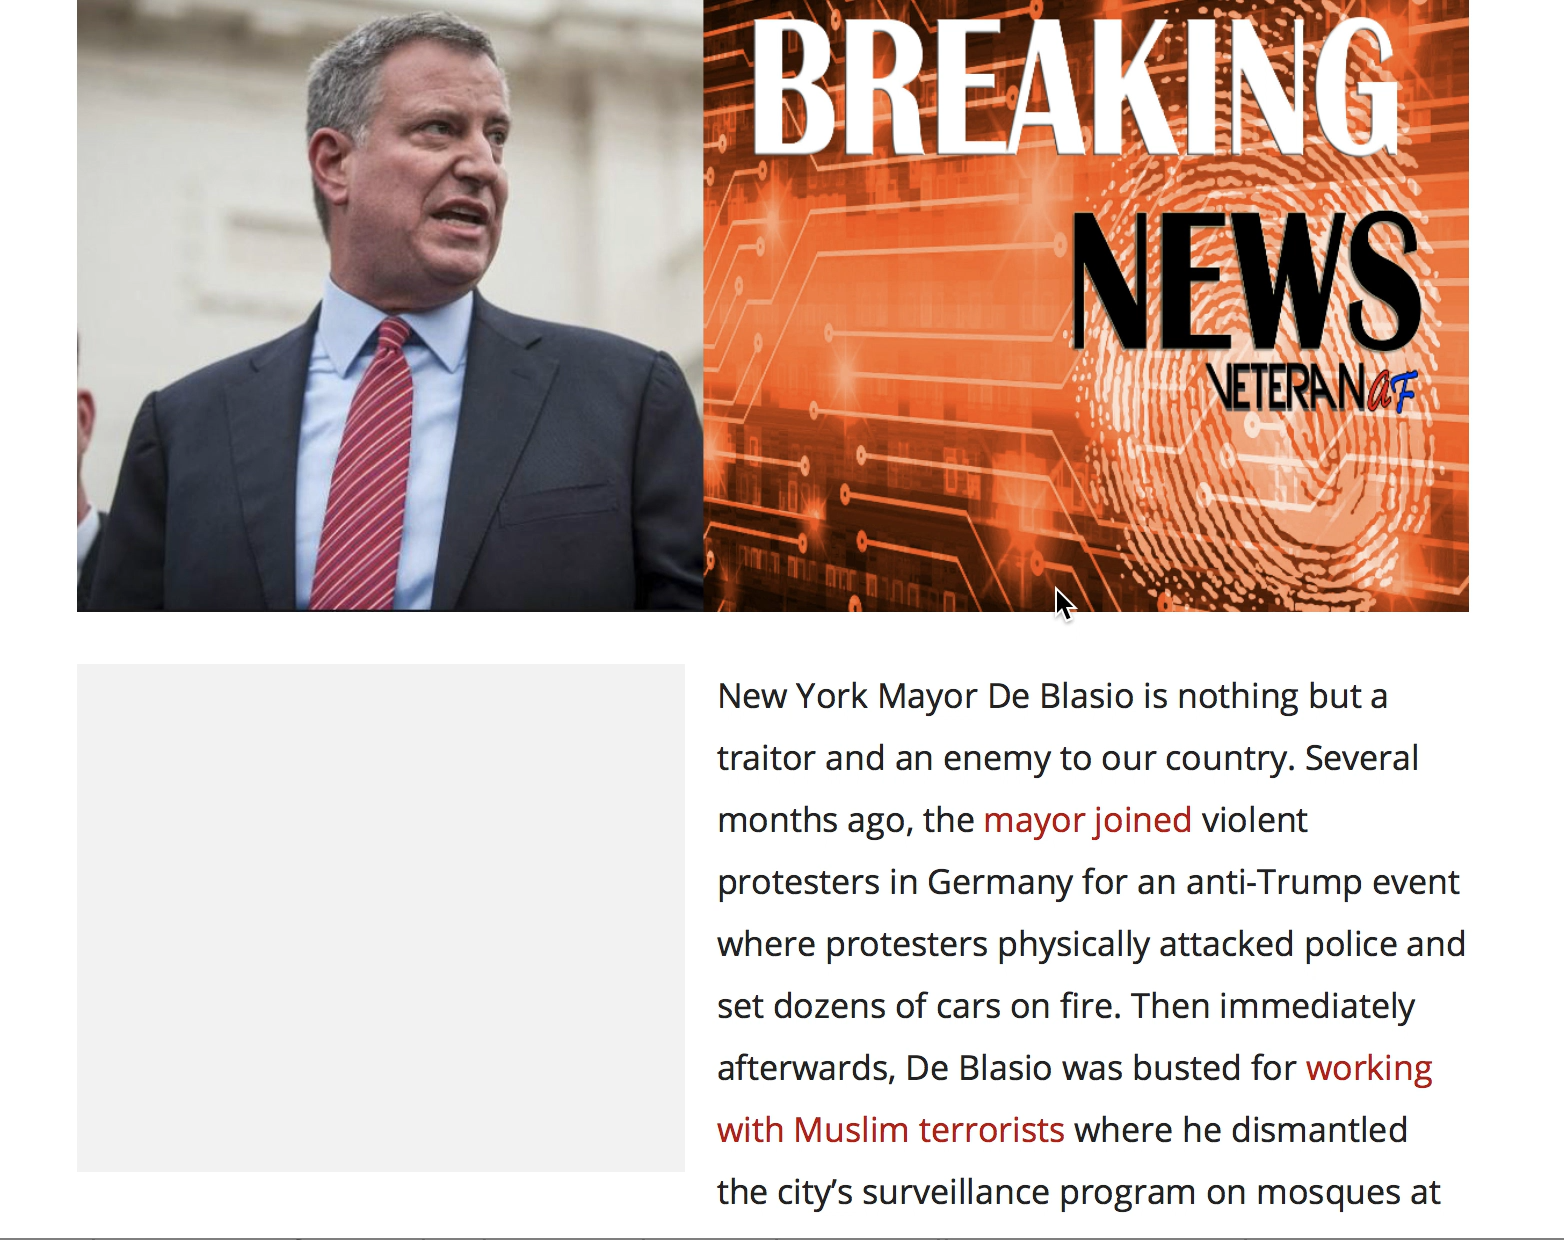 BREAKING
NEWS
VETERAN aF
New York Mayor De Blasio is nothing but a
traitor and an enemy to our country. Several
months ago, the mayor joined violent
protesters in Germany for an anti-Trump event
where protesters physically attacked police and
set dozens of cars on fire. Then immediately
afterwards, De Blasio was busted for working
with Muslim terrorists where he dismantled
the city’s surveillance program on mosques at